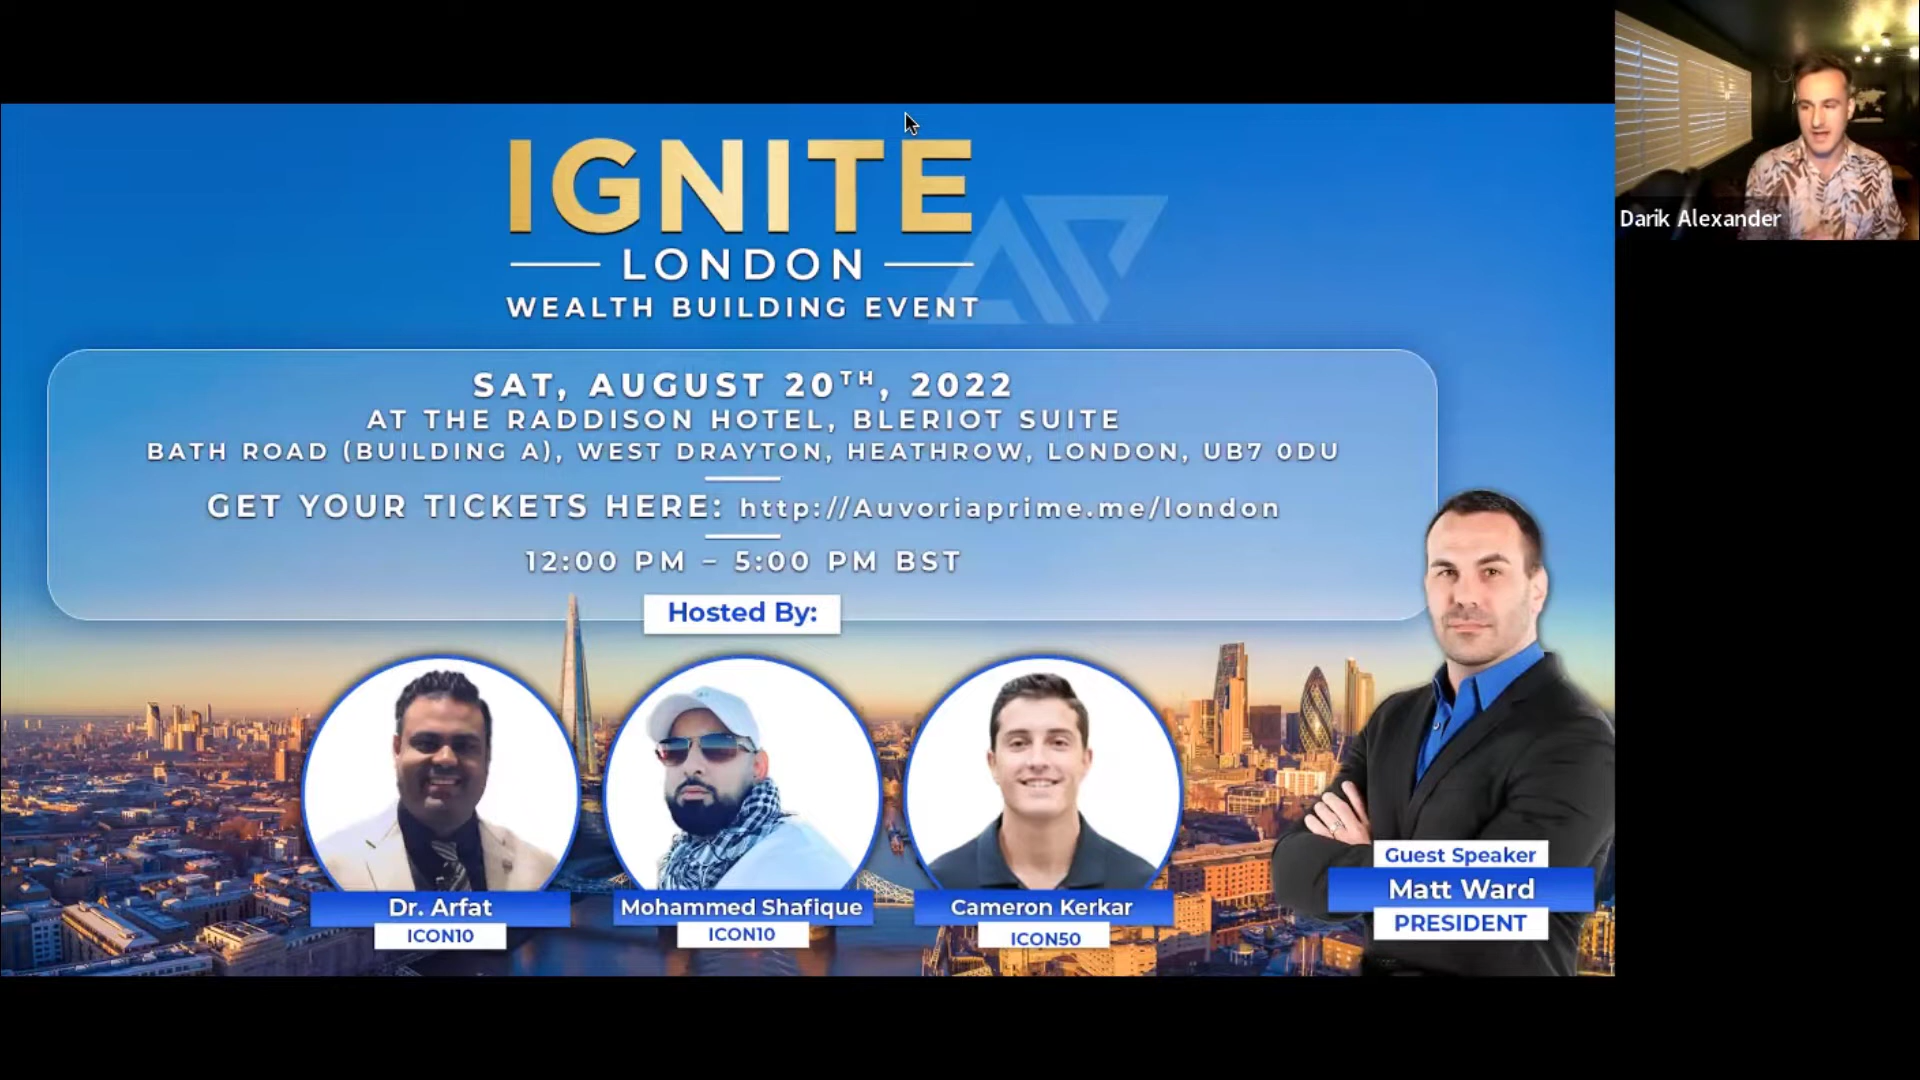 IGNITE
LONDON
WEALTH BUILDING EVENT
SAT, AUGUST 20TH, 2022
AT THE RADDISON HOTEL, BLERIOT SUITE
BATH ROAD (BUILDING A), WEST DRAYTON, HEATHROW, LONDON, UB7 0DU
GET YOUR TICKETS HERE: http://Auvoriaprime.me/london
12:00 PM – 5:00 PM BST
Hosted By:
Dr. Arfat
ICON10
Mohammed Shafique
ICON10
Cameron Kerkar
ICON50
Guest Speaker
Matt Ward
PRESIDENT
Darik Alexander